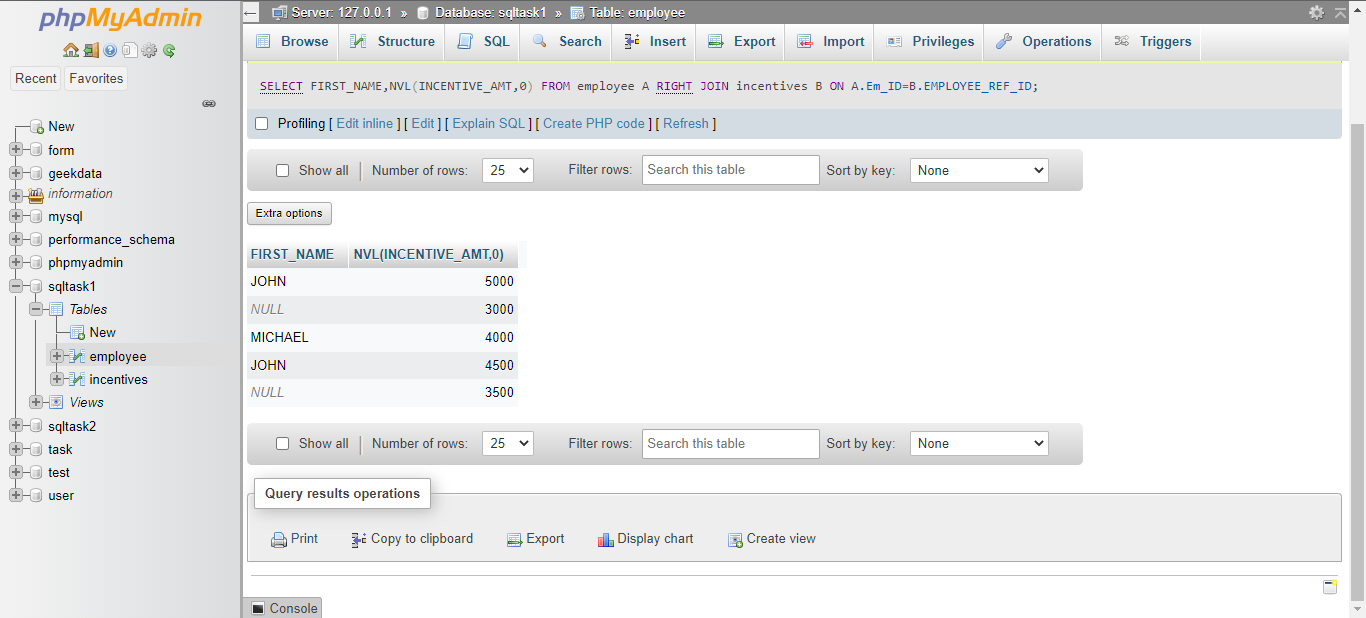 phpMyAdmin
Recent Favorites
New
form
geekdata
information
mysql
performance_schema
phpmyadmin
sqltask1
Tables
New
employee
incentives
Views
sqltask2
task
test
user
Server: 127.0.0.1 » Database: sqltask1 » Table: employee
Browse Structure SQL Search Insert Export Import Privileges Operations Triggers
SELECT FIRST_NAME,NVL(INCENTIVE_AMT,0) FROM employee A RIGHT JOIN incentives B ON A.Em_ID=B.EMPLOYEE_REF_ID;
Profiling [ Edit inline ] [ Edit ] [ Explain SQL ] [ Create PHP code ] [ Refresh ]
Show all Number of rows: 25 Filter rows: Search this table Sort by key: None
Extra options
FIRST_NAME NVL(INCENTIVE_AMT,0)
JOHN 5000
NULL 3000
MICHAEL 4000
JOHN 4500
NULL 3500
Show all Number of rows: 25 Filter rows: Search this table Sort by key: None
Query results operations
Print Copy to clipboard Export Display chart Create view
Console